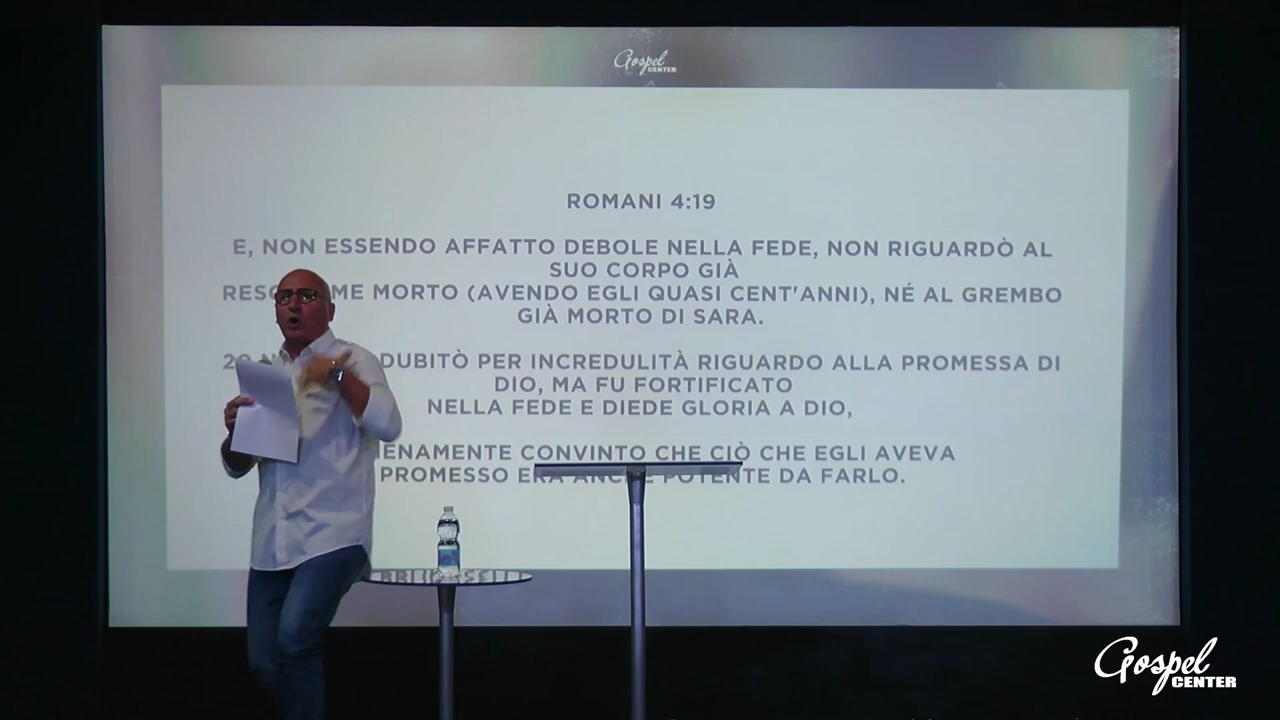 Gospel CENTER
ROMANI 4:19
E, NON ESSENDO AFFATTO DEBOLE NELLA FEDE, NON RIGUARDÒ AL
SUO CORPO GIÀ
MORTO (AVENDO EGLI QUASI CENT'ANNI), NÉ AL GREMBO
GIÀ MORTO DI SARA.
20 DUBITÒ PER INCREDULITÀ RIGUARDO ALLA PROMESSA DI
DIO, MA FU FORTIFICATO
NELLA FEDE E DIEDE GLORIA A DIO,
CONVINTO CHE CIÒ CHE EGLI AVEVA
PROMESSO ERA ANCHE POTENTE DA FARLO.
Gospel CENTER